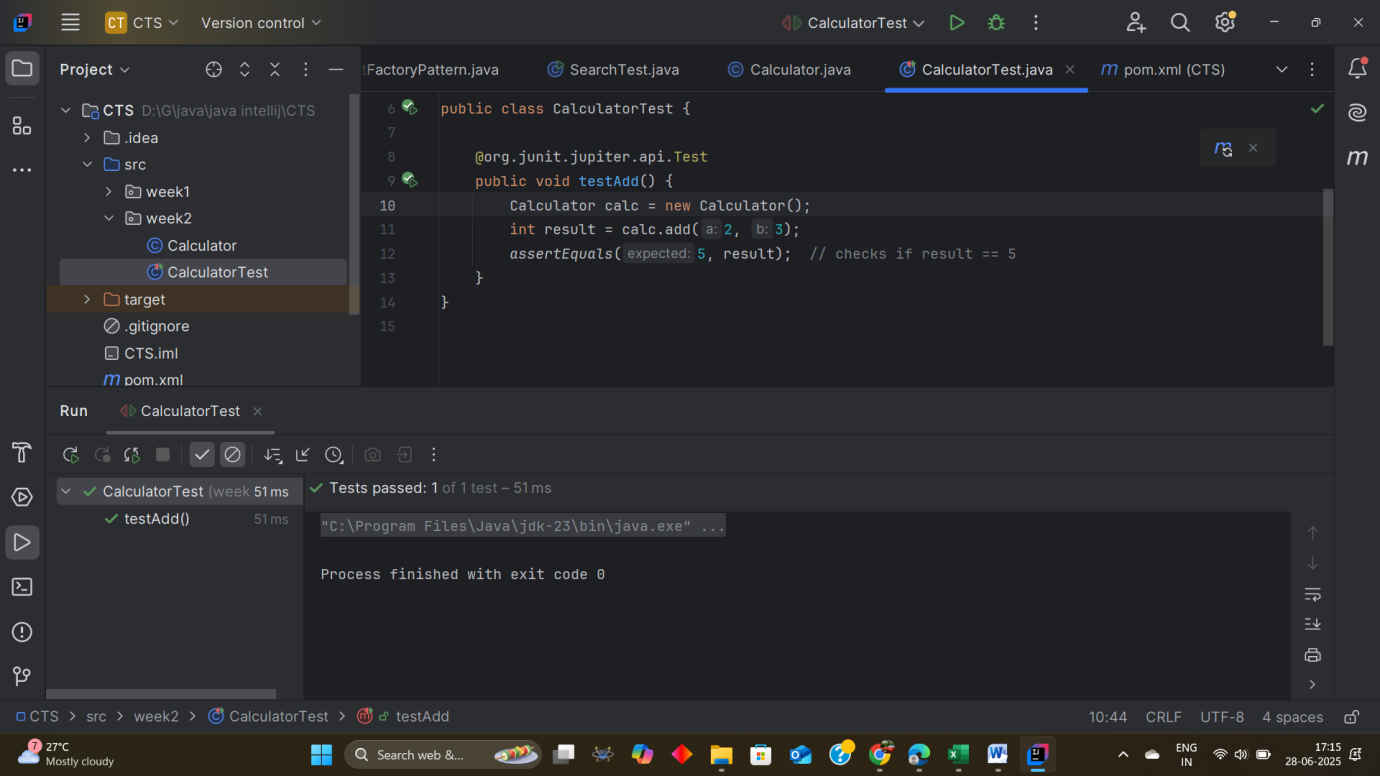 CT CTS Version control CalculatorTest
Project
tFactoryPattern.java SearchTest.java Calculator.java CalculatorTest.java m pom.xml (CTS)
CTS D:\G\java\java intellij\CTS
.idea
src
week1
week2
Calculator
CalculatorTest
target
.gitignore
CTS.iml
m pom.xml
6 public class CalculatorTest {
7
8 @org.junit.jupiter.api.Test
9 public void testAdd() {
10 Calculator calc = new Calculator();
11 int result = calc.add( a: 2, b: 3);
12 assertEquals( expected: 5, result); // checks if result == 5
13 }
14 }
15
m
m
Run CalculatorTest
CalculatorTest (week 51 ms
testAdd() 51 ms
Tests passed: 1 of 1 test – 51 ms
"C:\Program Files\Java\jdk-23\bin\java.exe" ...
Process finished with exit code 0
CTS > src > week2 > CalculatorTest > testAdd
10:44 CRLF UTF-8 4 spaces
7
27°C
Mostly cloudy
Search web &...
ENG
IN
17:15
28-06-2025